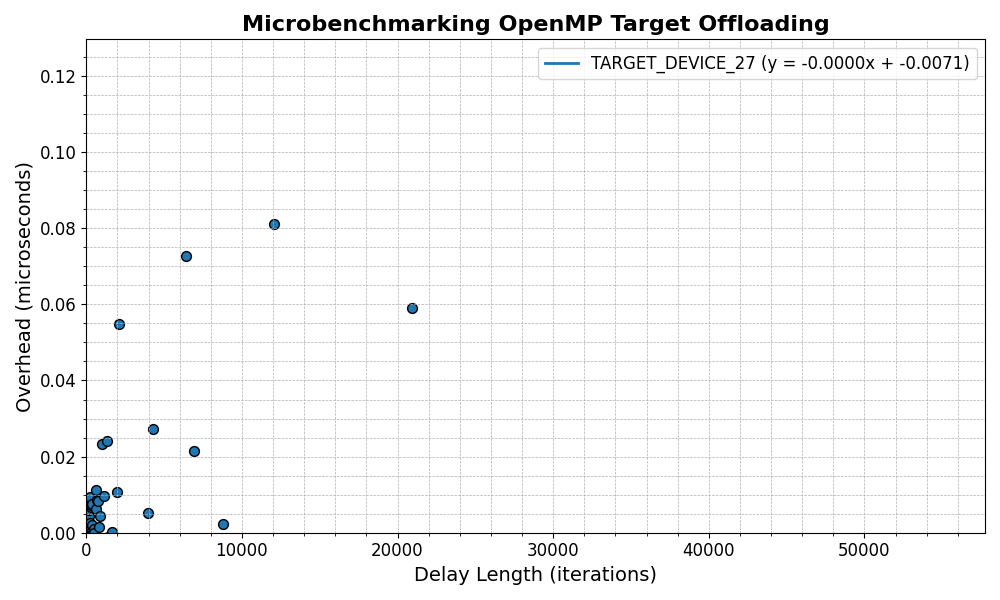 Microbenchmarking OpenMP Target Offloading
TARGET_DEVICE_27 (y = -0.0000x + -0.0071)
Overhead (microseconds)
0.12
0.10
0.08
0.06
0.04
0.02
0.00
0 10000 20000 30000 40000 50000
Delay Length (iterations)